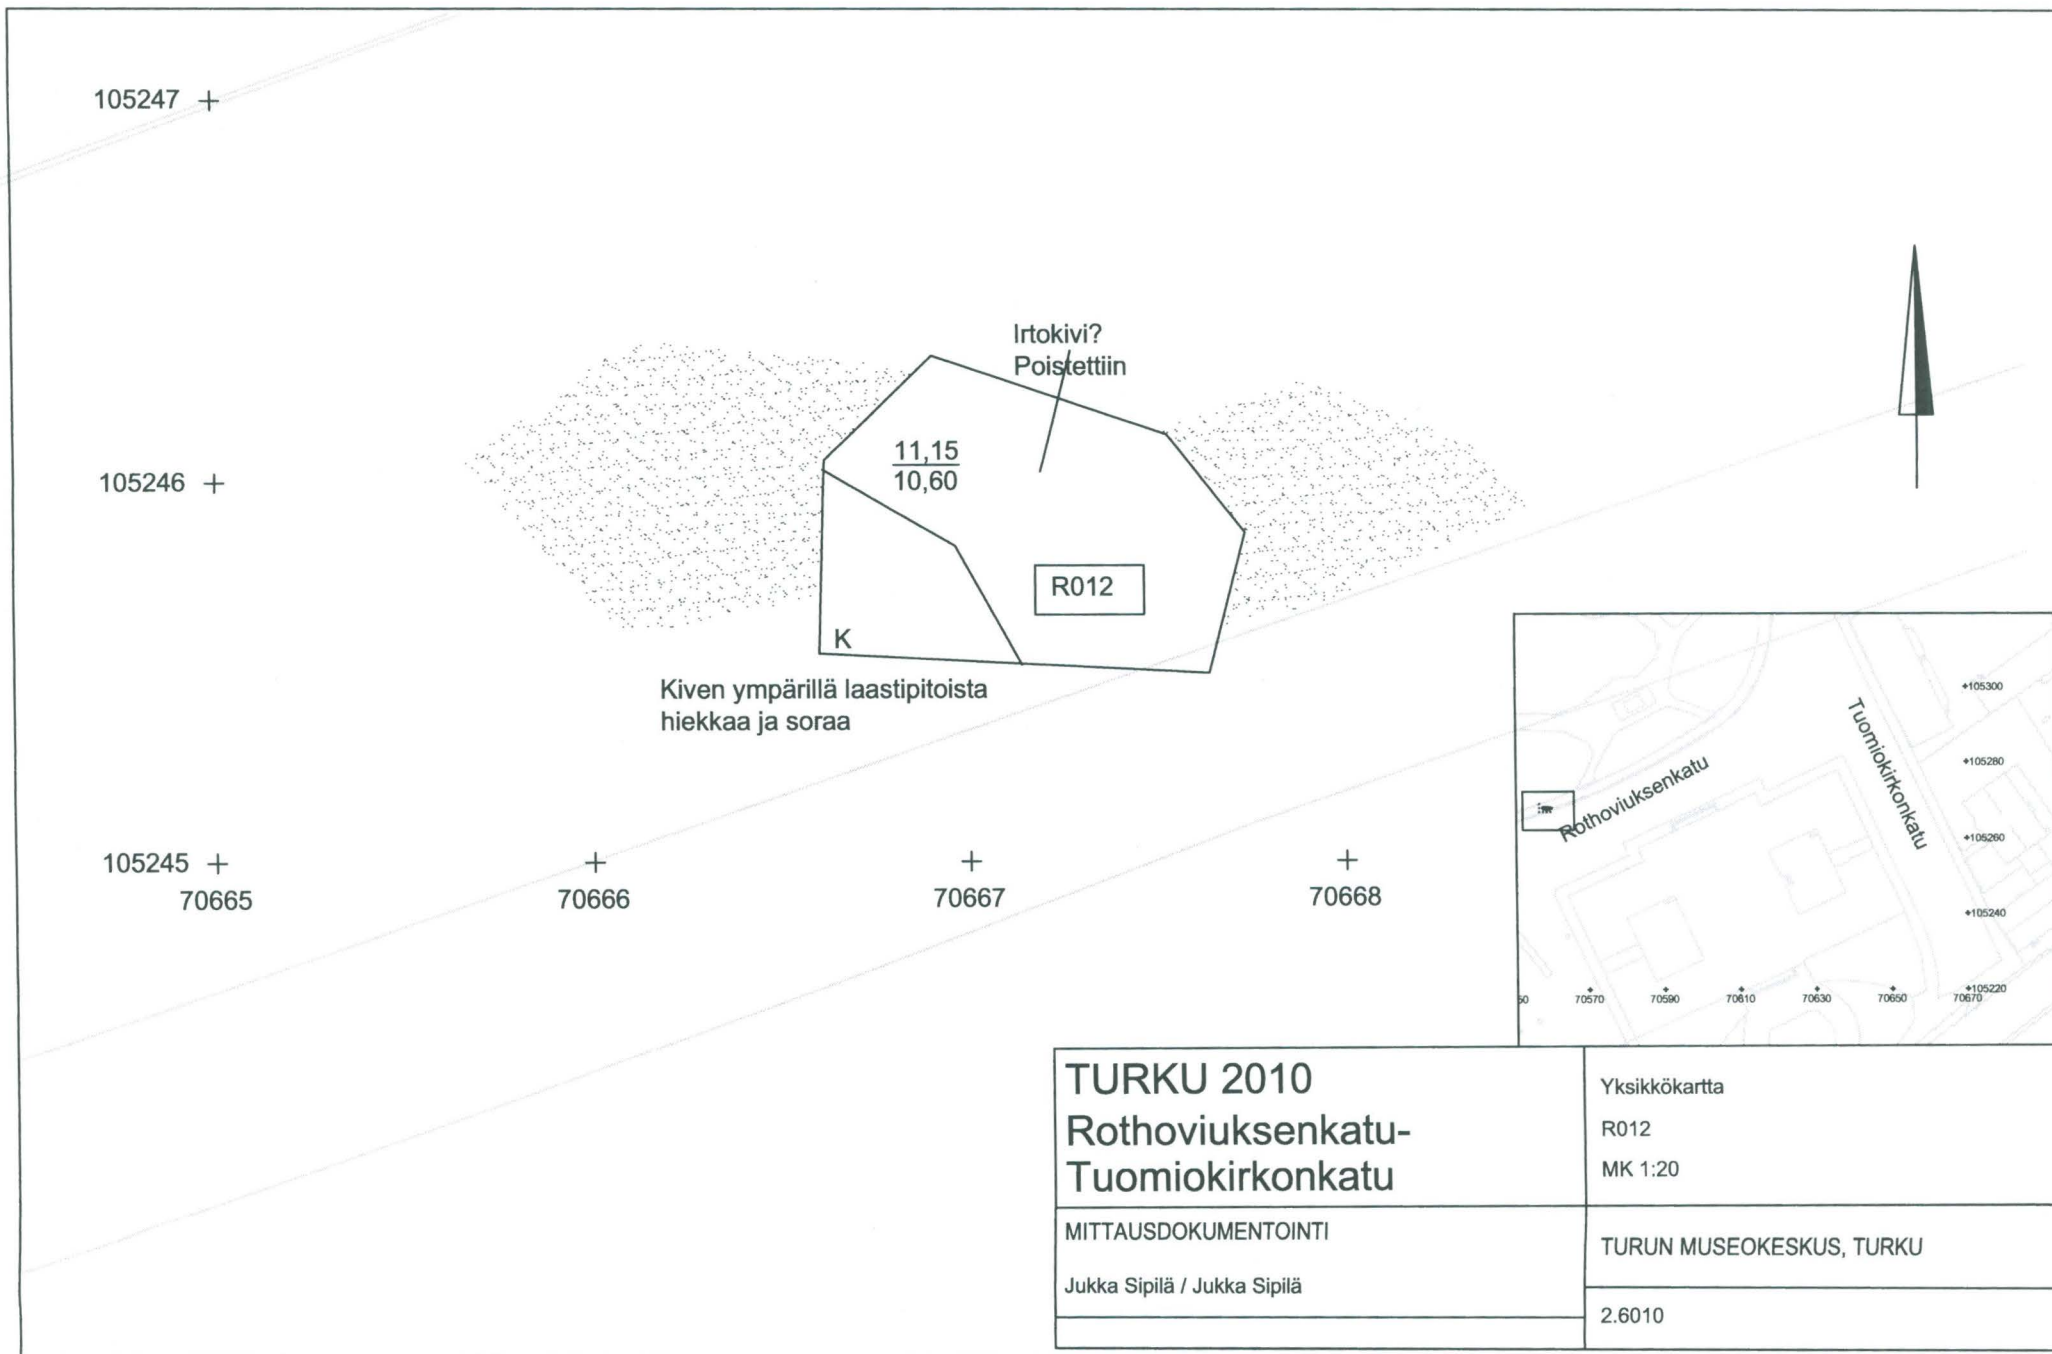 105247
Irtokivi?
Poistettiin
11,15
10,60
105246
R012
K
Kiven ympärillä laastipitoista
hiekkaa ja soraa
105245
70665
70666
70667
70668
+105300
+105280
+105260
+105240
+105220
Tuomiokirkonkatu
Rothoviuksenkatu
50
70570
70590
70610
70630
70650
70670
TURKU 2010
Rothoviuksenkatu-
Tuomiokirkonkatu
Yksikkökartta
R012
MK 1:20
MITTAUSDOKUMENTOINTI
Jukka Sipilä / Jukka Sipilä
TURUN MUSEOKESKUS, TURKU
2.6010